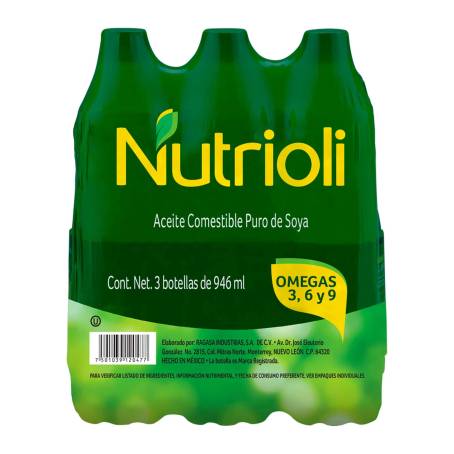 Nutrioli
Aceite Comestible Puro de Soya
Cont. Net. 3 botellas de 946 ml
OMEGAS
3, 6 y 9
U
Elaborado por: RAGASA INDUSTRIAS, S.A. DE C.V. • Av. Dr. José Eleuterio
González No. 2815, Col. Mitras Norte, Monterrey, NUEVO LEÓN C.P. 64320
HECHO EN MÉXICO • La botella es Marca Registrada.
7 501039 120477
PARA VERIFICAR LISTADO DE INGREDIENTES, INFORMACIÓN NUTRIMENTAL, Y FECHA DE CONSUMO PREFERENTE, VER EMPAQUES INDIVIDUALES.